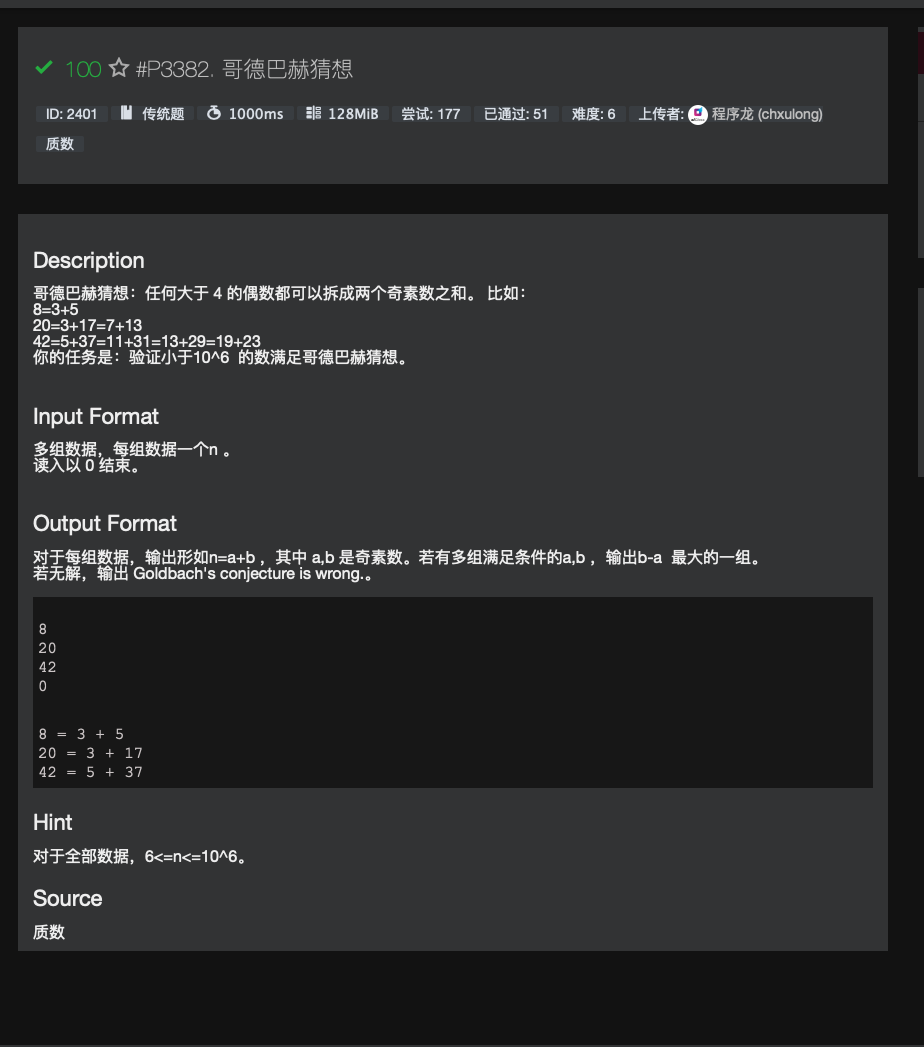 100 #P3382. 哥德巴赫猜想
ID: 2401 传统题 1000ms 128MiB 尝试: 177 已通过: 51 难度: 6 上传者: 程序龙 (chxulong)
质数
Description
哥德巴赫猜想：任何大于 4 的偶数都可以拆成两个奇素数之和。 比如：
8=3+5
20=3+17=7+13
42=5+37=11+31=13+29=19+23
你的任务是：验证小于10^6 的数满足哥德巴赫猜想。
Input Format
多组数据，每组数据一个n 。
读入以 0 结束。
Output Format
对于每组数据，输出形如n=a+b ，其中 a,b 是奇素数。若有多组满足条件的a,b ，输出b-a 最大的一组。
若无解，输出 Goldbach's conjecture is wrong.。
8
20
42
0
8 = 3 + 5
20 = 3 + 17
42 = 5 + 37
Hint
对于全部数据，6<=n<=10^6。
Source
质数